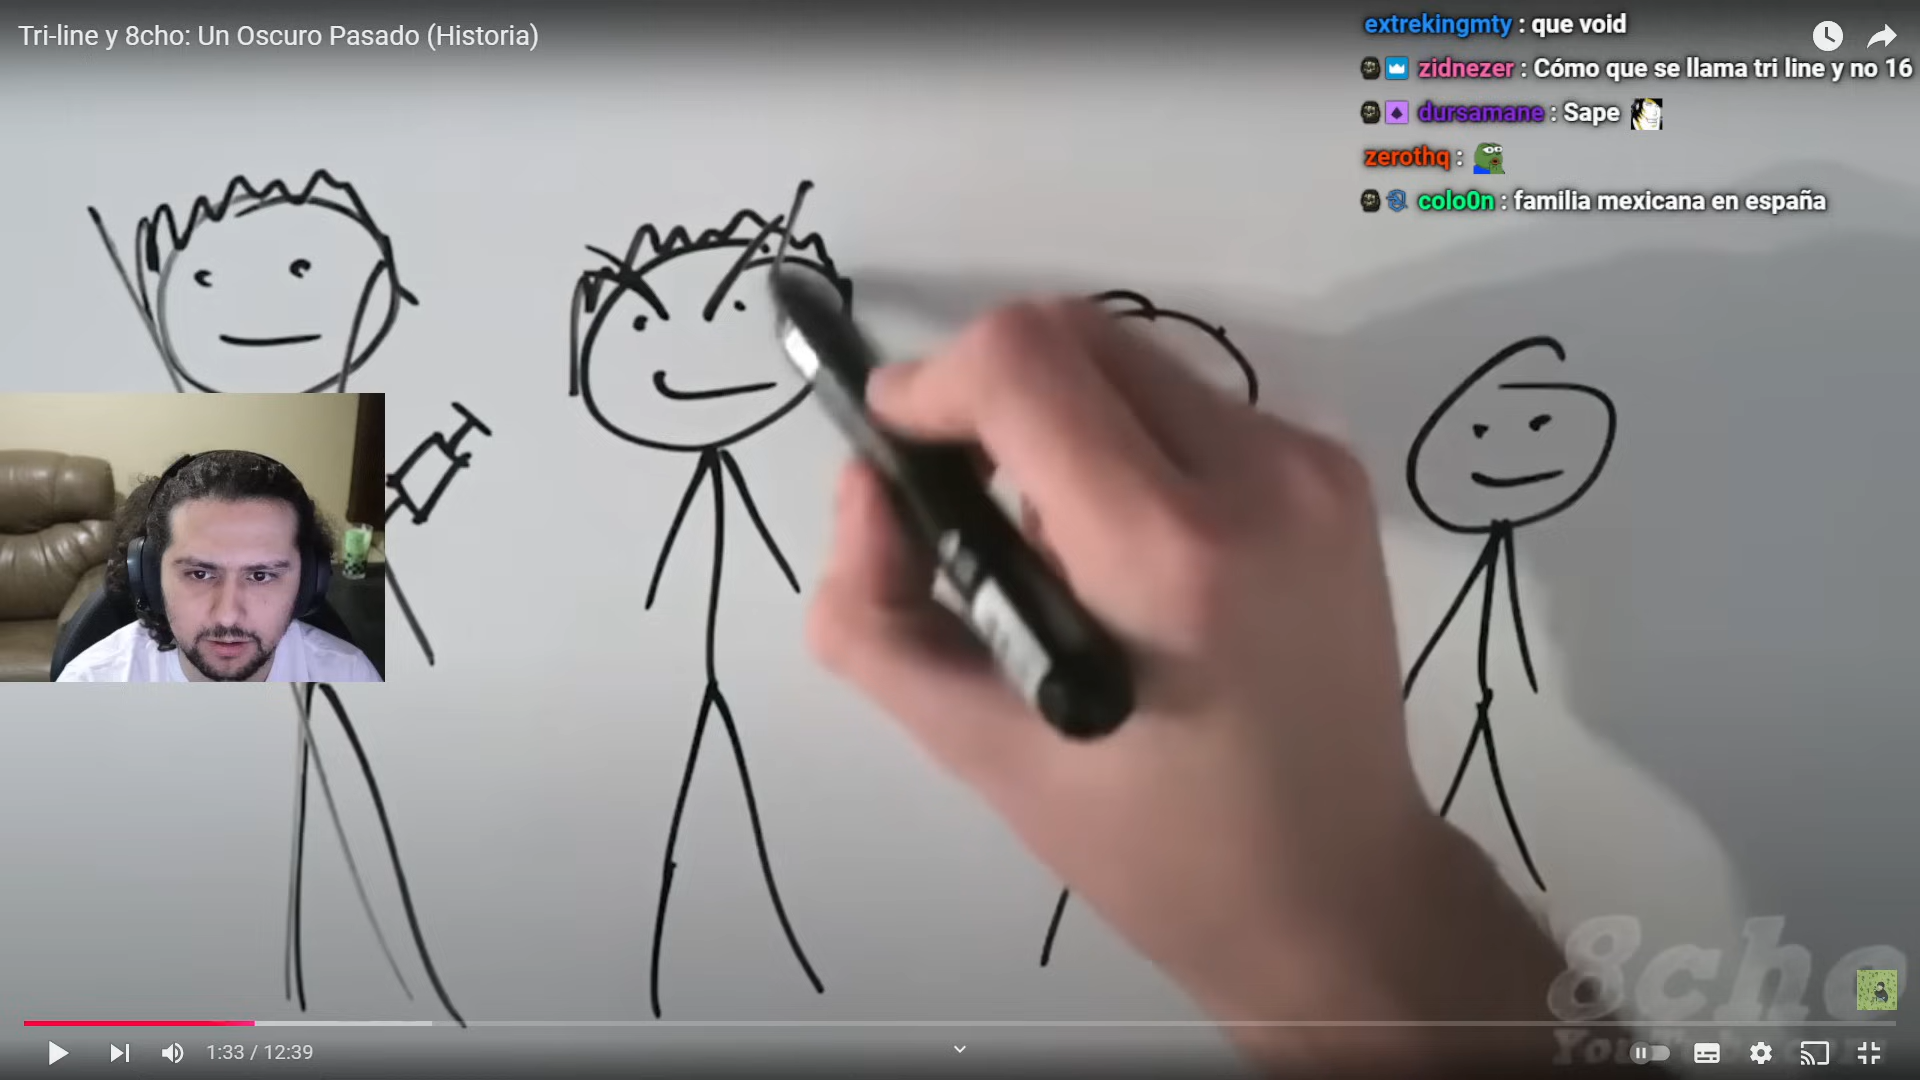 Tri-line y 8cho: Un Oscuro Pasado (Historia)
extrekingmty : que void
zidnezer : Cómo que se llama tri line y no 16
dursamane : Sape
zerothq :
colo0n : familia mexicana en españa
8cho
1:33 / 12:39